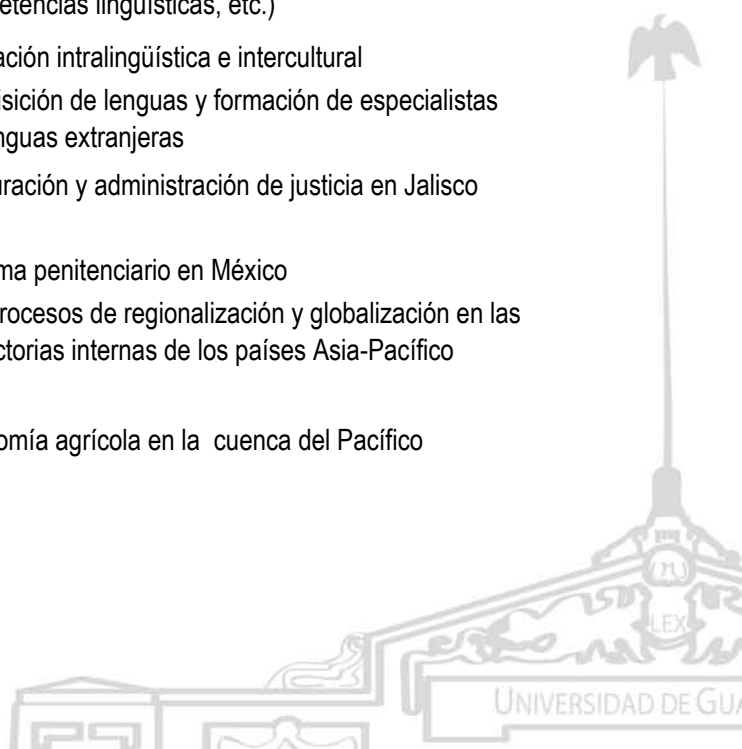 etencias lingüísticas, etc.)
ación intralingüística e intercultural
isición de lenguas y formación de especialistas
nguas extranjeras
uración y administración de justicia en Jalisco
ma penitenciario en México
rocesos de regionalización y globalización en las
ctorias internas de los países Asia-Pacífico
omía agrícola en la cuenca del Pacífico
LEX
UNIVERSIDAD DE GUA